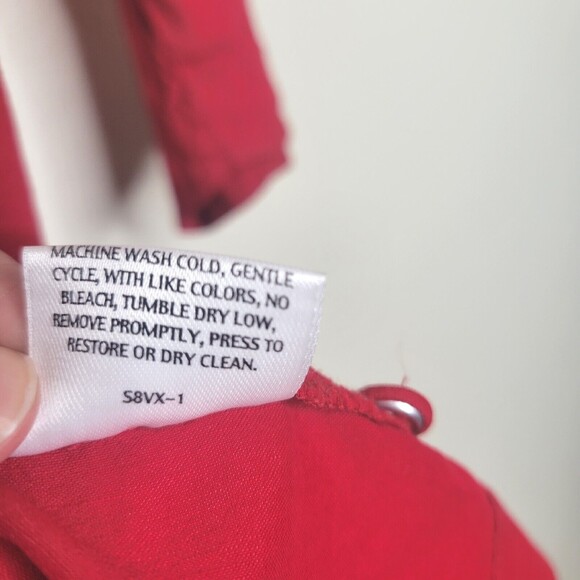 MACHINE WASH COLD, GENTLE
CYCLE, WITH LIKE COLORS, NO
BLEACH, TUMBLE DRY LOW,
REMOVE PROMPTLY, PRESS TO
RESTORE OR DRY CLEAN.
S8VX-1